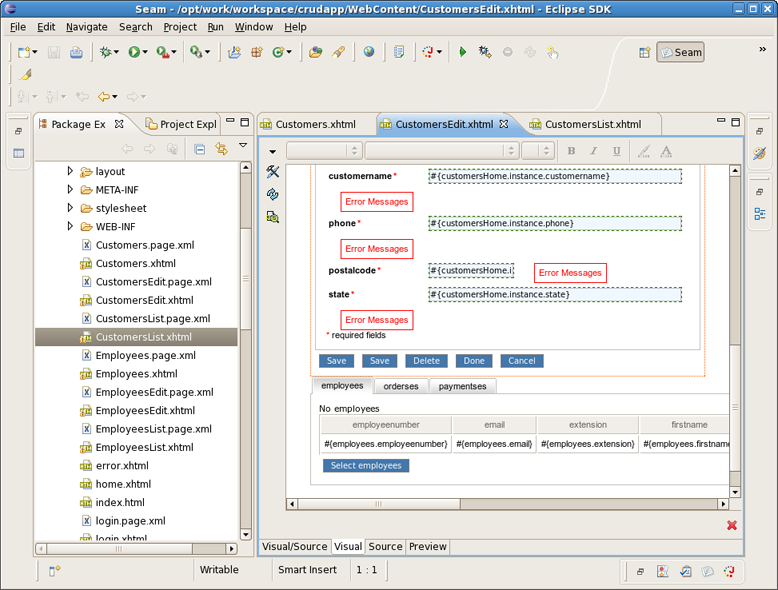 Seam - /opt/work/workspace/crudapp/WebContent/CustomersEdit.xhtml - Eclipse SDK
File Edit Navigate Search Project Run Window Help
Seam
Package Ex Project Expl
layout
META-INF
stylesheet
WEB-INF
Customers.page.xml
Customers.xhtml
CustomersEdit.page.xml
CustomersEdit.xhtml
CustomersList.page.xml
CustomersList.xhtml
Employees.page.xml
Employees.xhtml
EmployeesEdit.page.xml
EmployeesEdit.xhtml
EmployeesList.page.xml
EmployeesList.xhtml
error.xhtml
home.xhtml
index.html
login.page.xml
login.xhtml
Customers.xhtml CustomersEdit.xhtml CustomersList.xhtml
B I U
customername* #{customersHome.instance.customername}
Error Messages
phone* #{customersHome.instance.phone}
Error Messages
postalcode* #{customersHome.i Error Messages
state* #{customersHome.instance.state}
Error Messages
* required fields
Save Save Delete Done Cancel
employees orderses paymentses
No employees
employeenumber email extension firstname
#{employees.employeenumber} #{employees.email} #{employees.extension} #{employees.firstname
Select employees
Visual/Source Visual Source Preview
Writable Smart Insert 1 : 1